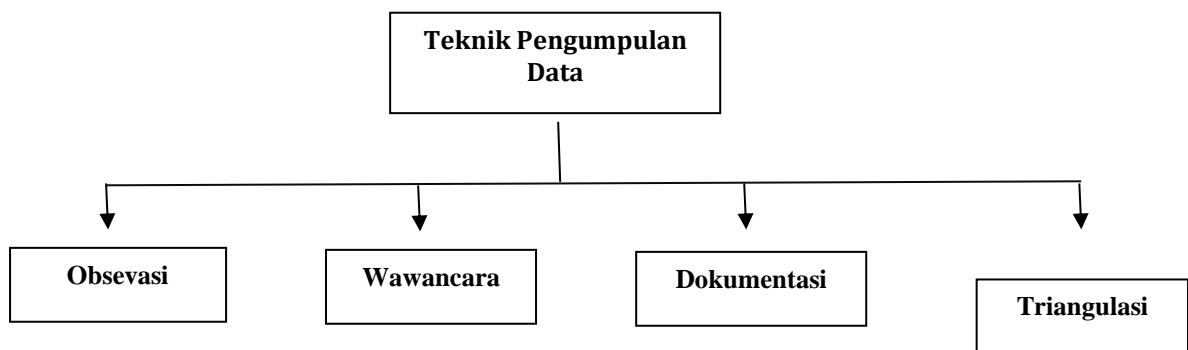 Teknik Pengumpulan
Data
Obsevasi
Wawancara
Dokumentasi
Triangulasi